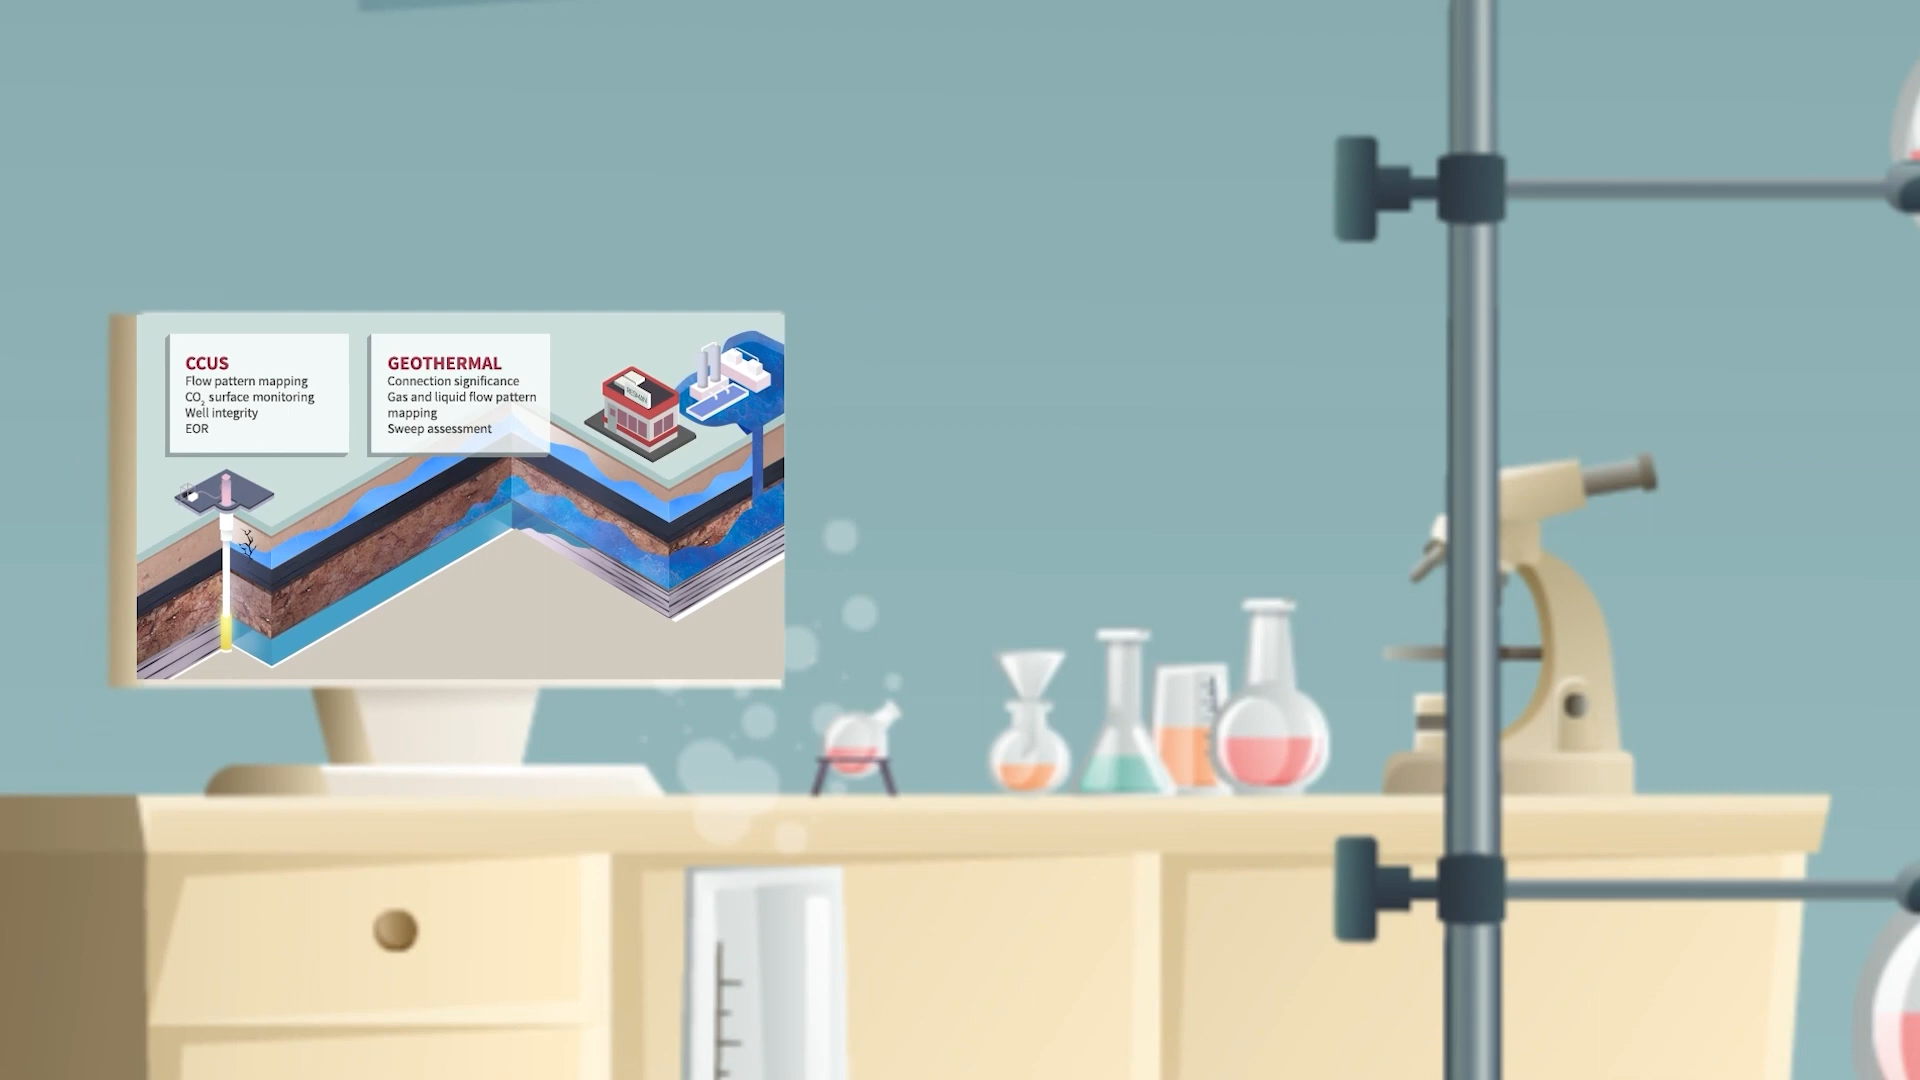 CCUS
Flow pattern mapping
CO2 surface monitoring
Well integrity
EOR
GEOTHERMAL
Connection significance
Gas and liquid flow pattern
mapping
Sweep assessment